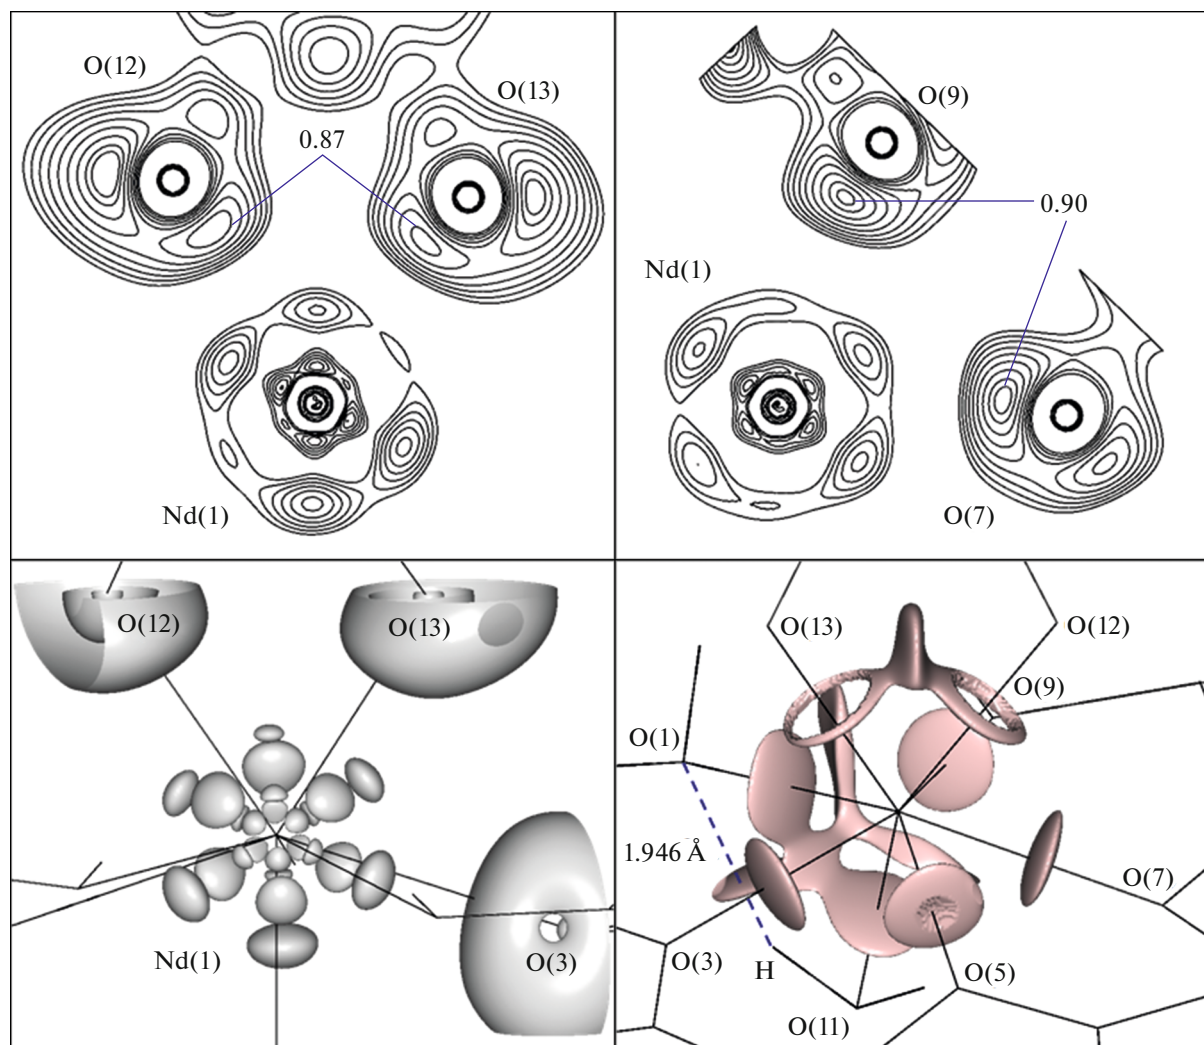 O(12)
O(13)
0.87
Nd(1)
O(9)
0.90
Nd(1)
O(7)
O(12)
O(13)
Nd(1)
O(3)
O(13)
O(12)
O(9)
O(1)
1.946 Å
O(7)
O(3)
H
O(5)
O(11)